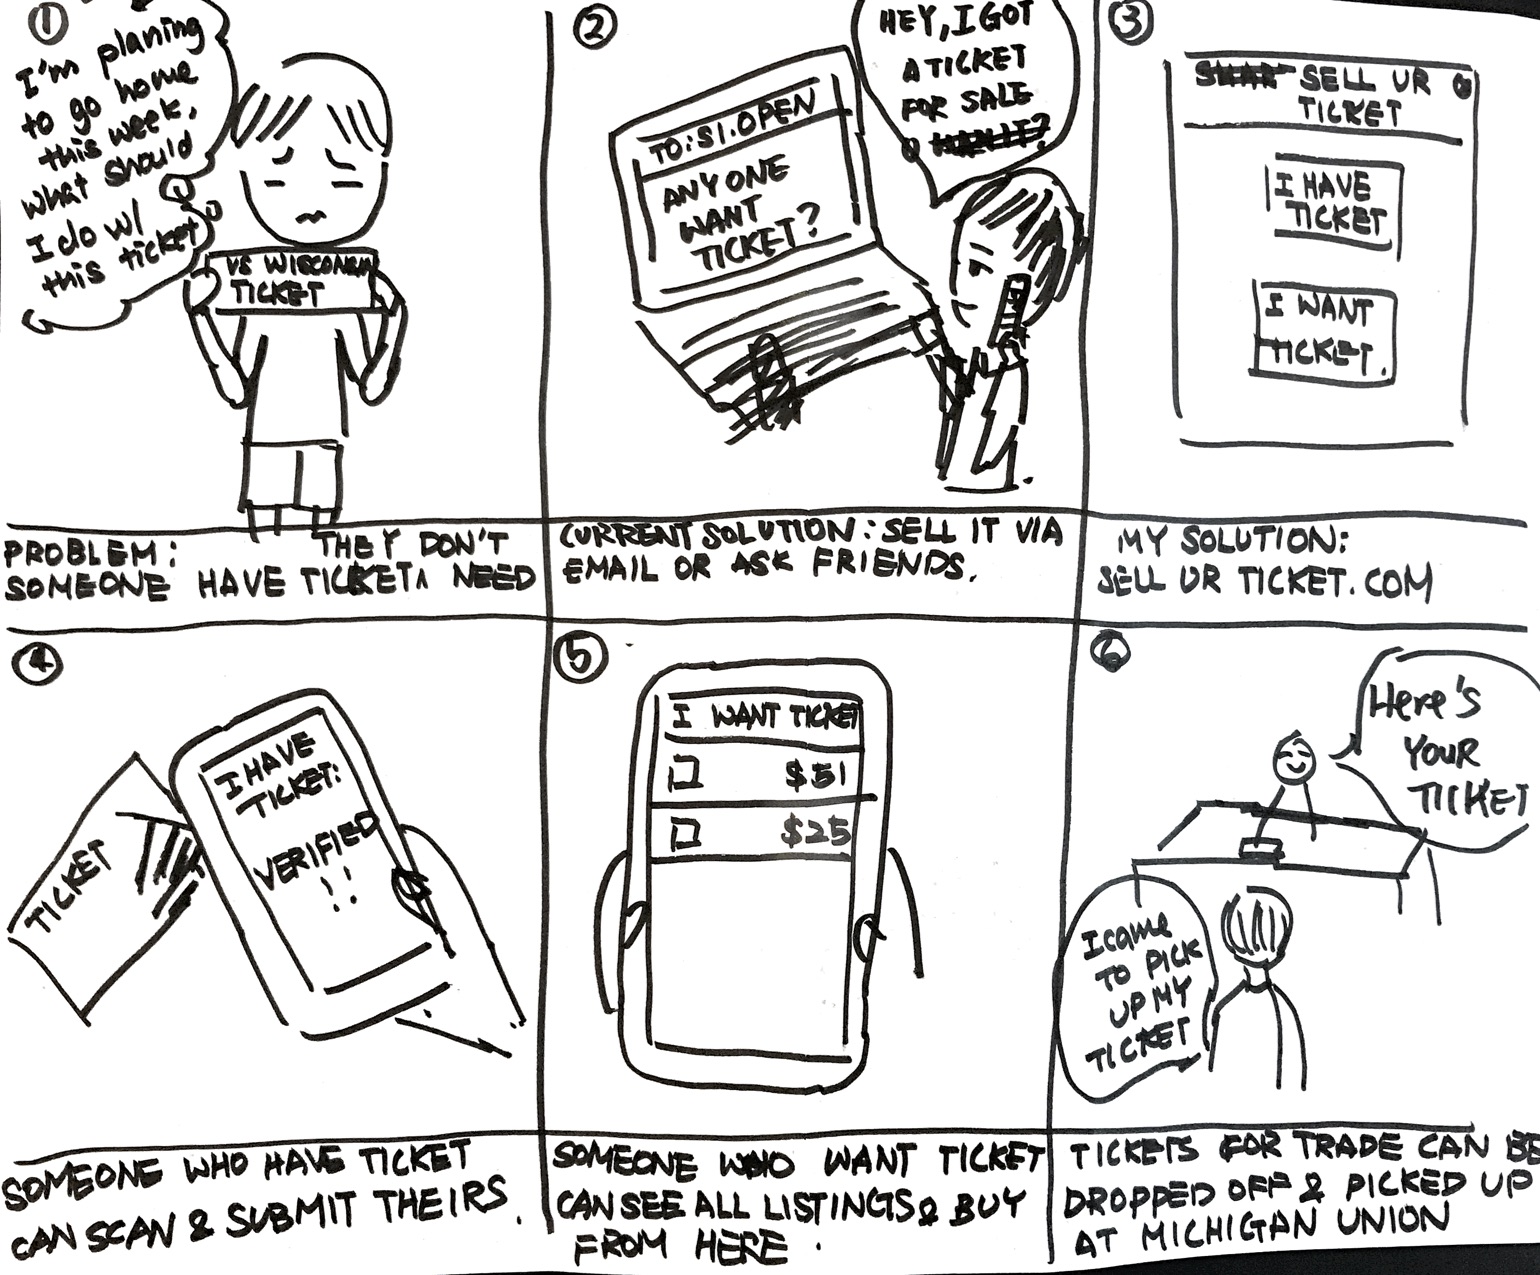 ①
I'm planing
to go home
this week,
what should
I do w/
this ticket
VS WISCONSIN
TICKET
PROBLEM: THEY DON'T
SOMEONE HAVE TICKET ∧ NEED
②
TO: SI.OPEN
ANYONE
WANT
TICKET?
HEY, I GOT
A TICKET
FOR SALE
CURRENT SOLUTION: SELL IT VIA
EMAIL OR ASK FRIENDS.
③
SELL UR
TICKET
I HAVE
TICKET
I WANT
TICKET.
MY SOLUTION:
SELL UR TICKET.COM
④
TICKET
I HAVE
TICKET:
VERIFIED
!!
SOMEONE WHO HAVE TICKET
CAN SCAN & SUBMIT THEIRS.
⑤
I WANT TICKET
$51
$25
SOMEONE WHO WANT TICKET
CAN SEE ALL LISTINGS & BUY
FROM HERE.
⑥
Here's
YOUR
TICKET
I came
TO PICK
UP MY
TICKET
TICKETS FOR TRADE CAN BE
DROPPED OFF & PICKED UP
AT MICHIGAN UNION